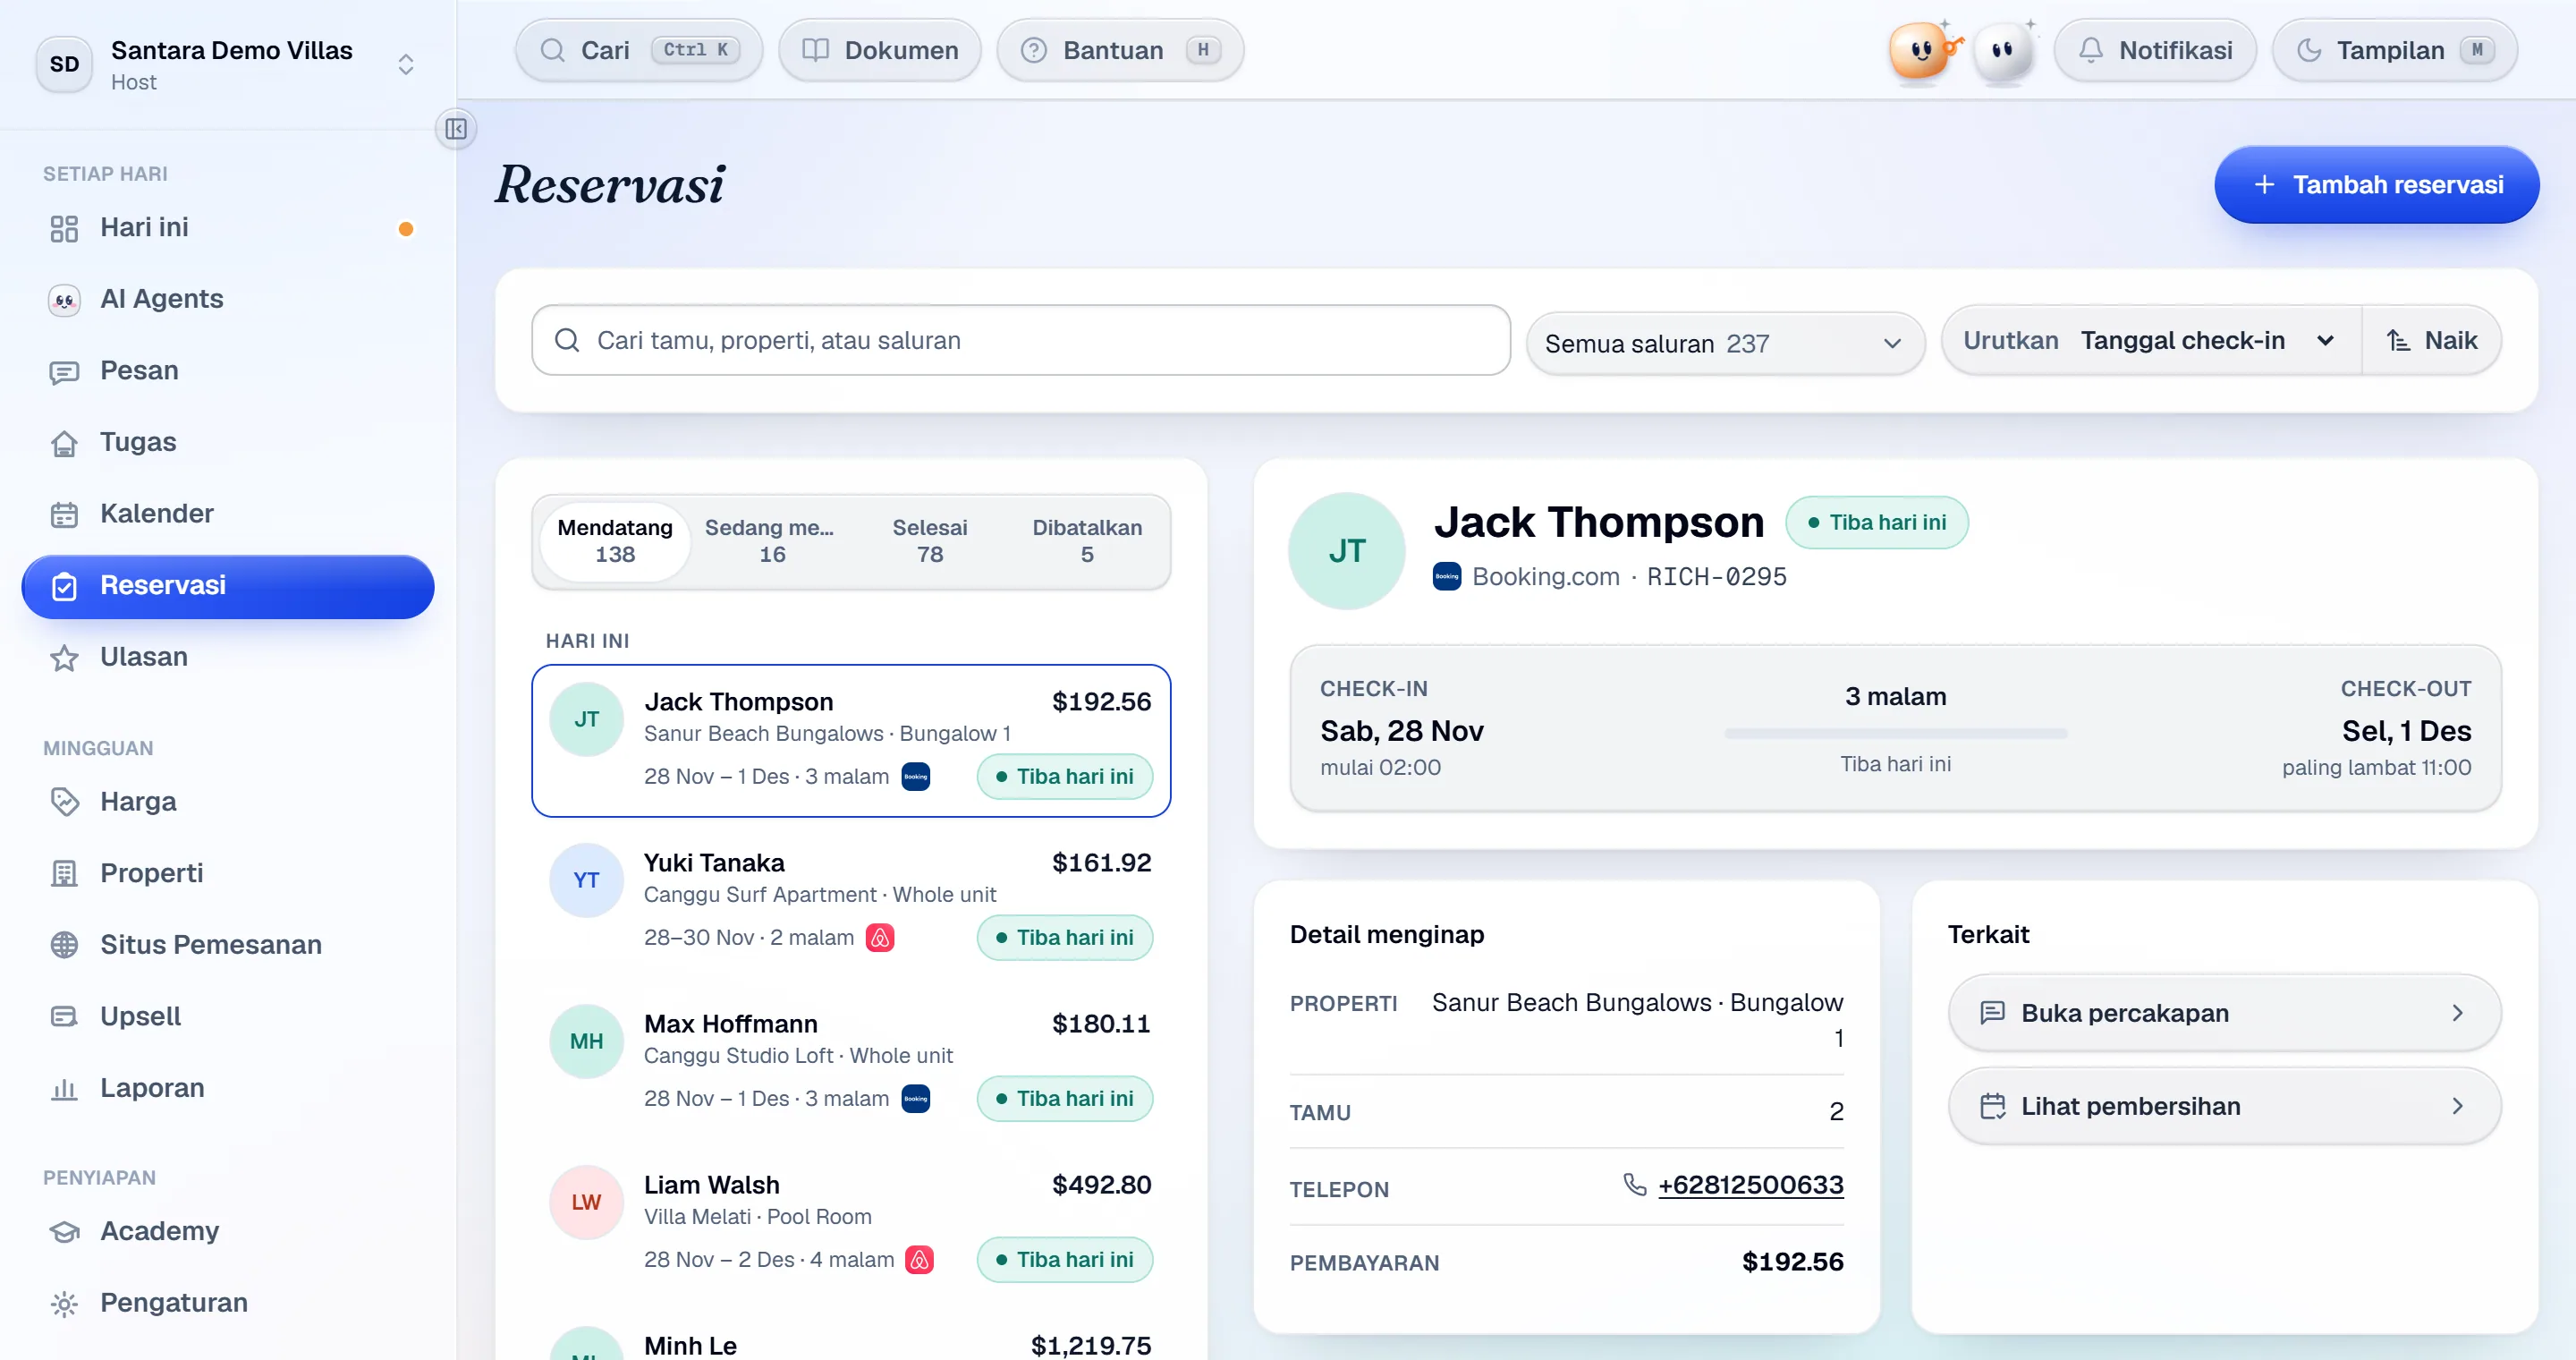 SD
Santara Demo Villas
Host
Cari Ctrl K
Dokumen
Bantuan H
Notifikasi
Tampilan M
SETIAP HARI
Hari ini
AI Agents
Pesan
Tugas
Kalender
Reservasi
Ulasan
MINGGUAN
Harga
Properti
Situs Pemesanan
Upsell
Laporan
PENYIAPAN
Academy
Pengaturan
Reservasi
+ Tambah reservasi
Cari tamu, properti, atau saluran
Semua saluran 237
Urutkan Tanggal check-in
Naik
Mendatang
138
Sedang me...
16
Selesai
78
Dibatalkan
5
HARI INI
JT
Jack Thompson $192.56
Sanur Beach Bungalows · Bungalow 1
28 Nov – 1 Des · 3 malam Booking Tiba hari ini
YT
Yuki Tanaka $161.92
Canggu Surf Apartment · Whole unit
28–30 Nov · 2 malam Tiba hari ini
MH
Max Hoffmann $180.11
Canggu Studio Loft · Whole unit
28 Nov – 1 Des · 3 malam Booking Tiba hari ini
LW
Liam Walsh $492.80
Villa Melati · Pool Room
28 Nov – 2 Des · 4 malam Tiba hari ini
Minh Le $1,219.75
JT
Jack Thompson Tiba hari ini
Booking Booking.com · RICH-0295
CHECK-IN
Sab, 28 Nov
mulai 02:00
3 malam
Tiba hari ini
CHECK-OUT
Sel, 1 Des
paling lambat 11:00
Detail menginap
PROPERTI Sanur Beach Bungalows · Bungalow
1
TAMU 2
TELEPON +62812500633
PEMBAYARAN $192.56
Terkait
Buka percakapan
Lihat pembersihan